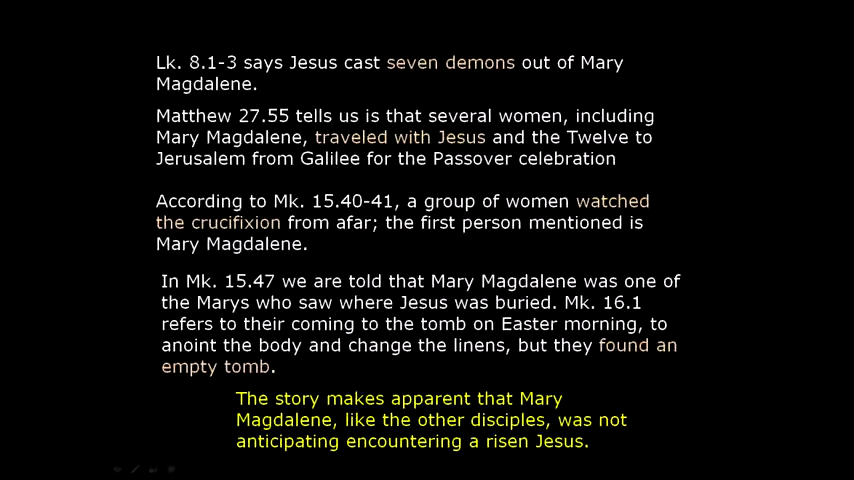 Lk. 8.1-3 says Jesus cast seven demons out of Mary
Magdalene.
Matthew 27.55 tells us is that several women, including
Mary Magdalene, traveled with Jesus and the Twelve to
Jerusalem from Galilee for the Passover celebration
According to Mk. 15.40-41, a group of women watched
the crucifixion from afar; the first person mentioned is
Mary Magdalene.
In Mk. 15.47 we are told that Mary Magdalene was one of
the Marys who saw where Jesus was buried. Mk. 16.1
refers to their coming to the tomb on Easter morning, to
anoint the body and change the linens, but they found an
empty tomb.
The story makes apparent that Mary
Magdalene, like the other disciples, was not
anticipating encountering a risen Jesus.